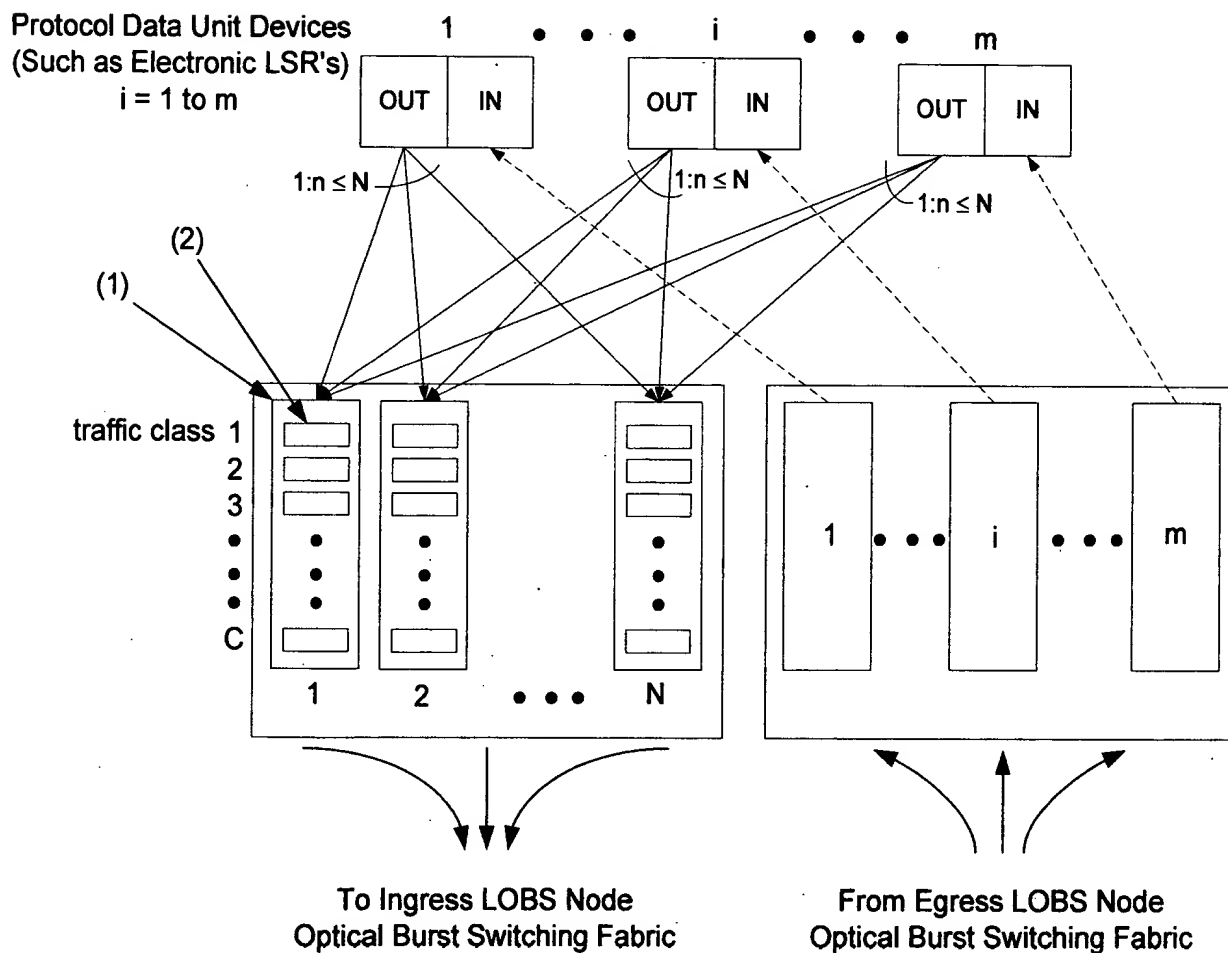 Protocol Data Unit Devices
(Such as Electronic LSR's)
i = 1 to m
1 • • • i • • • m
OUT IN OUT IN OUT IN
1:n ≤ N 1:n ≤ N 1:n ≤ N
(2)
(1)
traffic class 1
2
3
•
•
•
C
1 2 • • • N
1 • • • i • • • m
To Ingress LOBS Node
Optical Burst Switching Fabric
From Egress LOBS Node
Optical Burst Switching Fabric